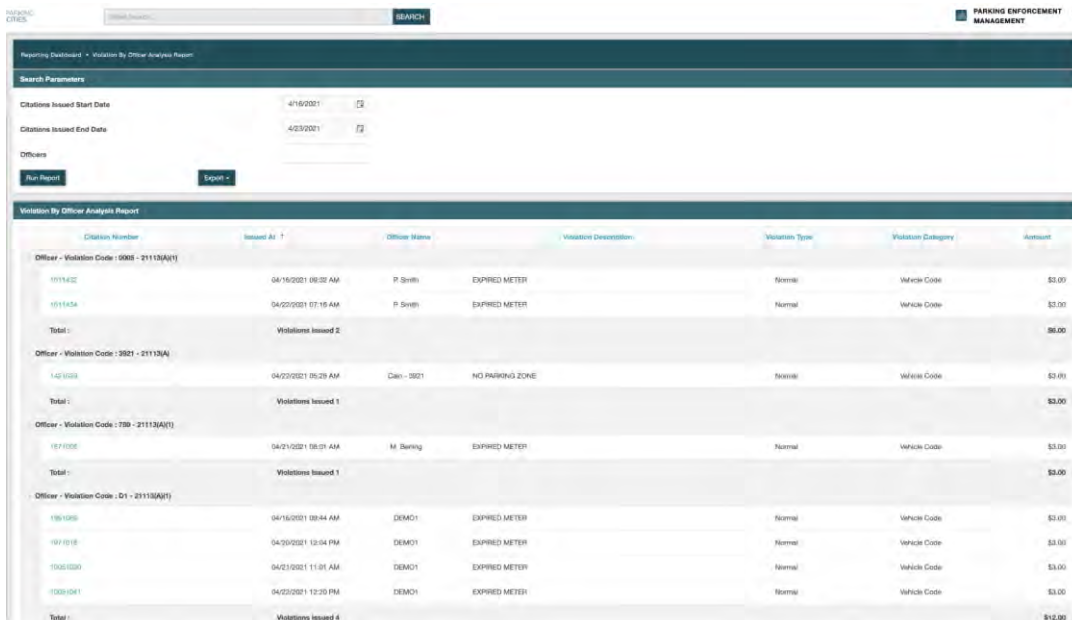 PARKING
CITIES
SEARCH
PARKING ENFORCEMENT
MANAGEMENT
Reporting Dashboard • Violation By Officer Analysis Report
Search Parameters
Citations Issued Start Date 4/16/2021
Citations Issued End Date 4/23/2021
Officers
Run Report Export
Violation By Officer Analysis Report
Citation Number Issued At ↑ Officer Name Violation Description Violation Type Violation Category Amount
Officer - Violation Code : 0005 - 21113(A)(1)
04/16/2021 AM P. Smith EXPIRED METER Normal Vehicle Code $3.00
04/22/2021 07:16 AM P. Smith EXPIRED METER Normal Vehicle Code $3.00
Total : Violations Issued 2 $6.00
Officer - Violation Code : 3921 - 21113(A)
04/22/2021 05:29 AM Cain - 3921 NO PARKING ZONE Normal Vehicle Code $3.00
Total : Violations Issued 1 $3.00
Officer - Violation Code : 789 - 21113(A)(1)
04/21/2021 08:01 AM M. EXPIRED METER Normal Vehicle Code $3.00
Total : Violations Issued 1 $3.00
Officer - Violation Code : D1 - 21113(A)(1)
04/16/2021 09:44 AM DEMO1 EXPIRED METER Normal Vehicle Code $3.00
04/20/2021 12:04 PM DEMO1 EXPIRED METER Normal Vehicle Code $3.00
04/21/2021 11:01 AM DEMO1 EXPIRED METER Normal Vehicle Code $3.00
04/22/2021 12:20 PM DEMO1 EXPIRED METER Normal Vehicle Code $3.00
Total : Violations Issued 4 $12.00